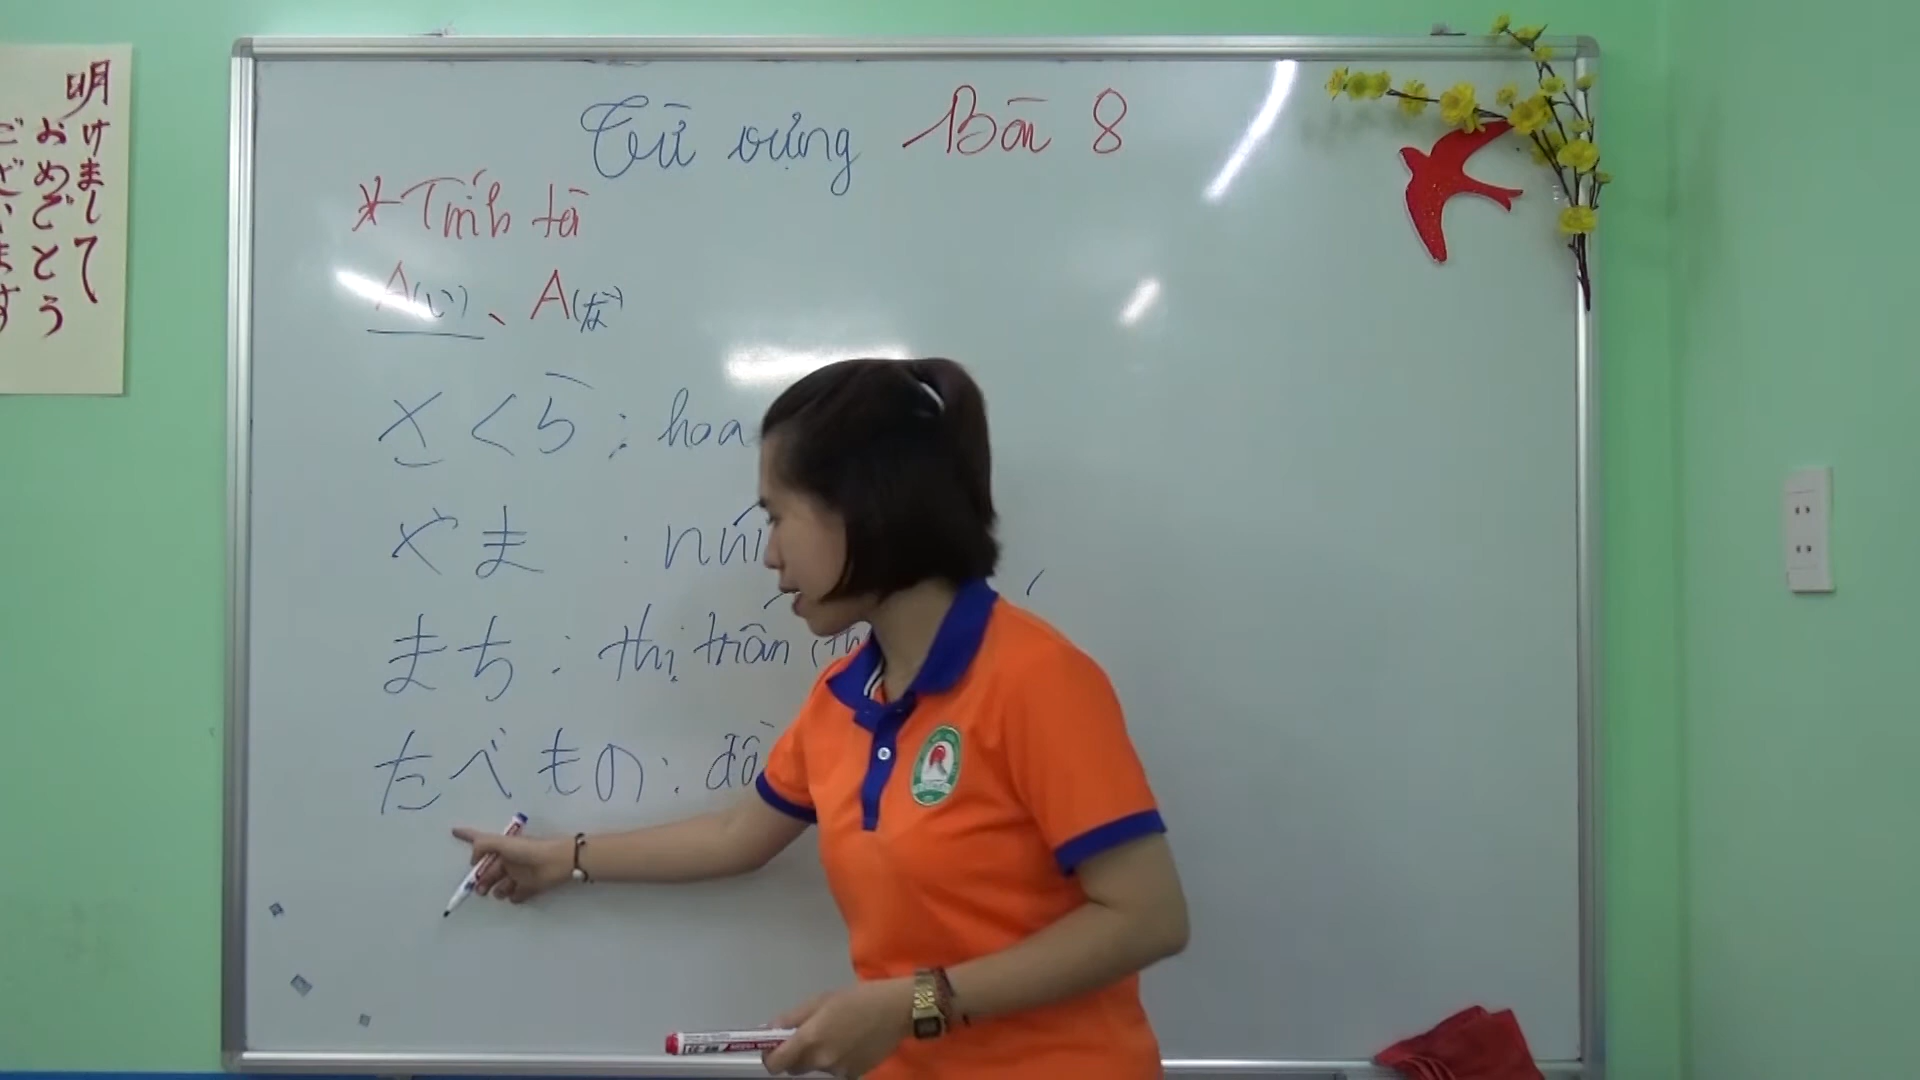 明けまして
おめでとう
ございます
Từ vựng Bài 8
* Tính từ
A(い)、A(な)
さくら : hoa
やま : núi
まち : thị trấn (th
たべもの : đồ